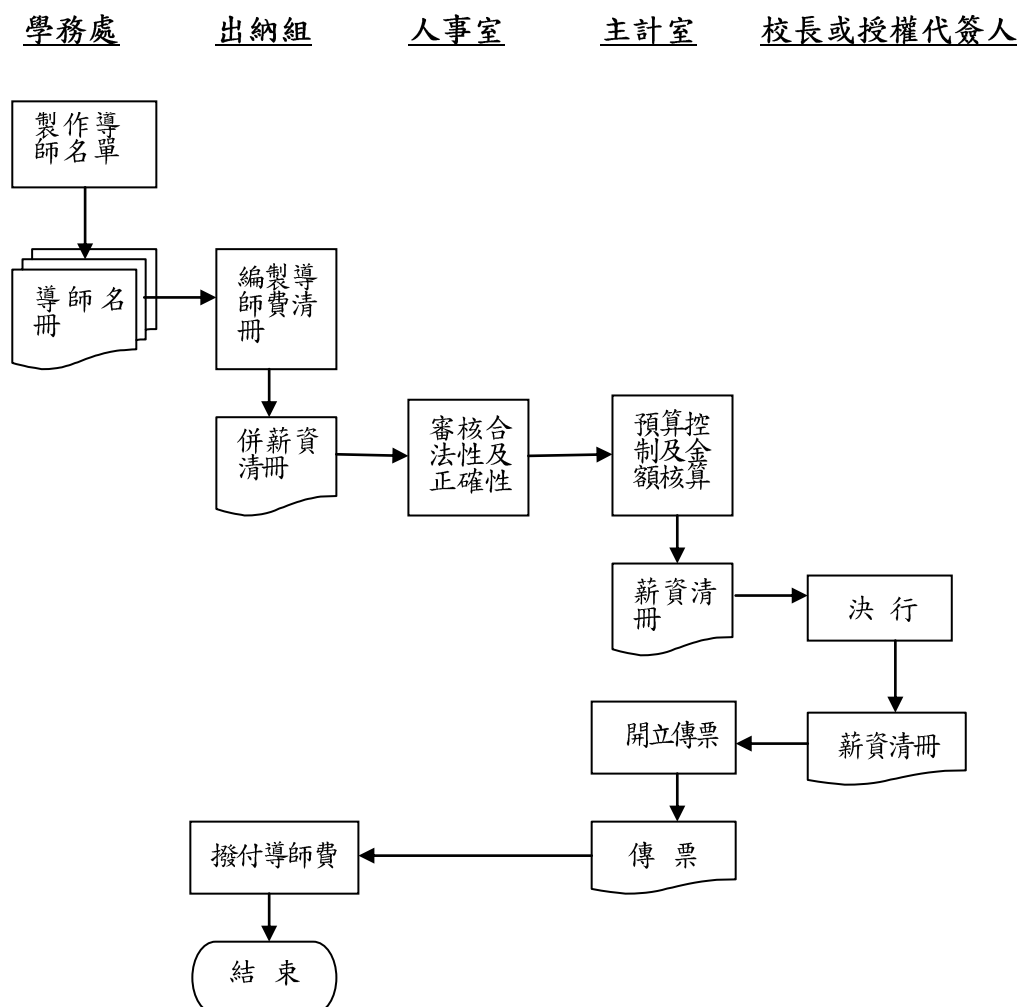 學務處 出納組 人事室 主計室 校長或授權代簽人
製作導
師名單
導師名
冊
編製導
師費清
冊
併薪資
清冊
審核合
法性及
正確性
預算控
制及金
額核算
薪資清
冊
決行
薪資清冊
開立傳票
傳票
撥付導師費
結束